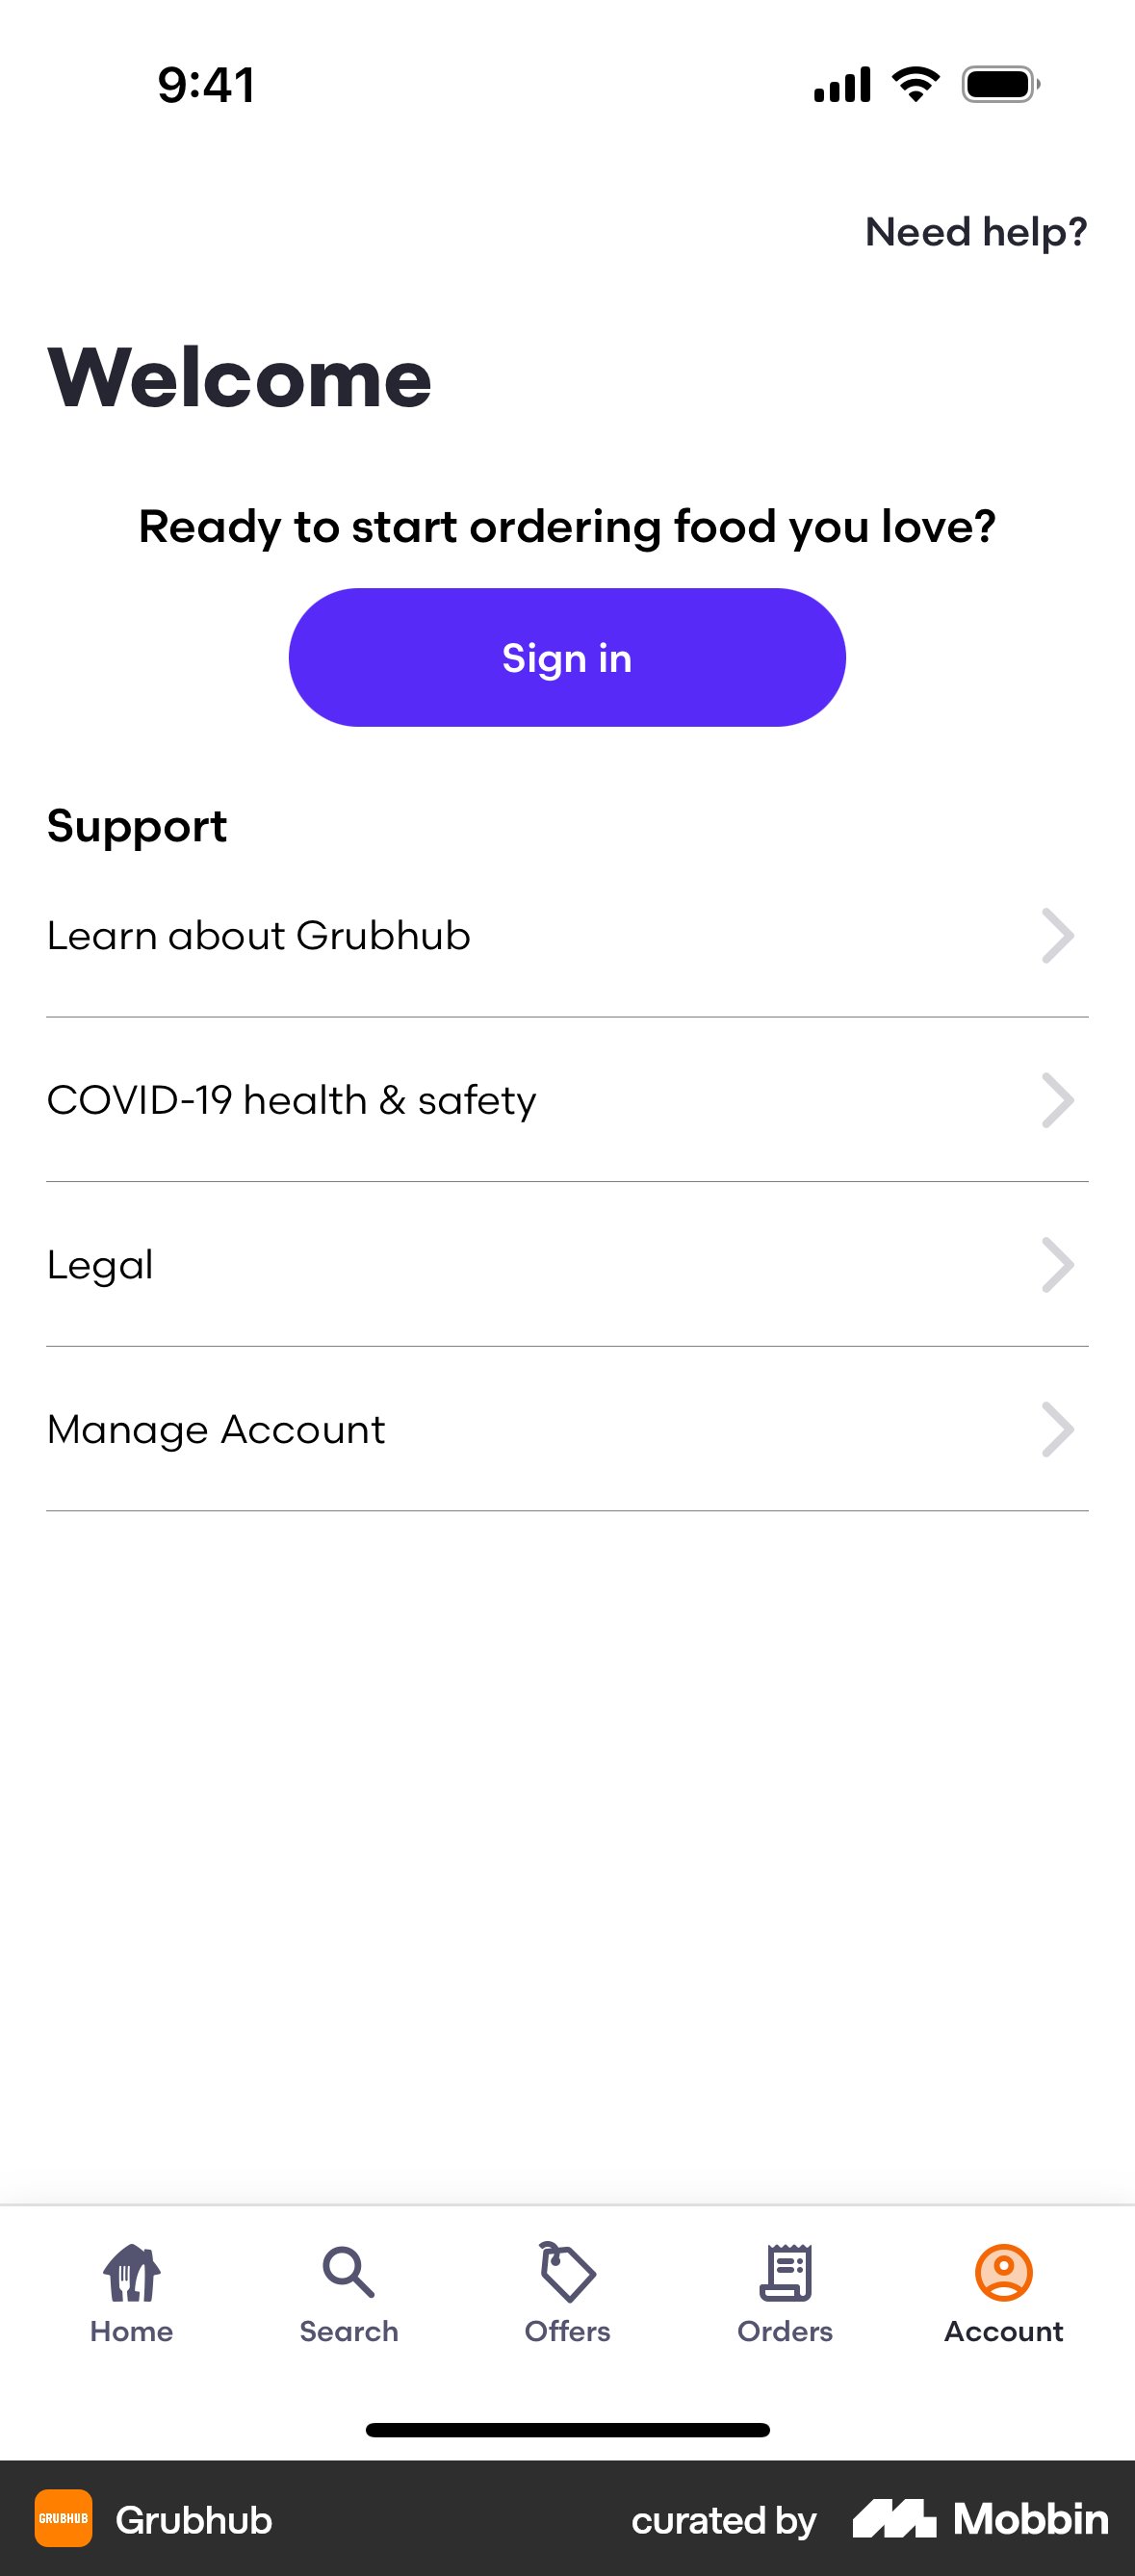 9:41
Need help?
Welcome
Ready to start ordering food you love?
Sign in
Support
Learn about Grubhub
COVID-19 health & safety
Legal
Manage Account
Home
Search
Offers
Orders
Account
GRUBHUB
Grubhub
curated by
Mobbin